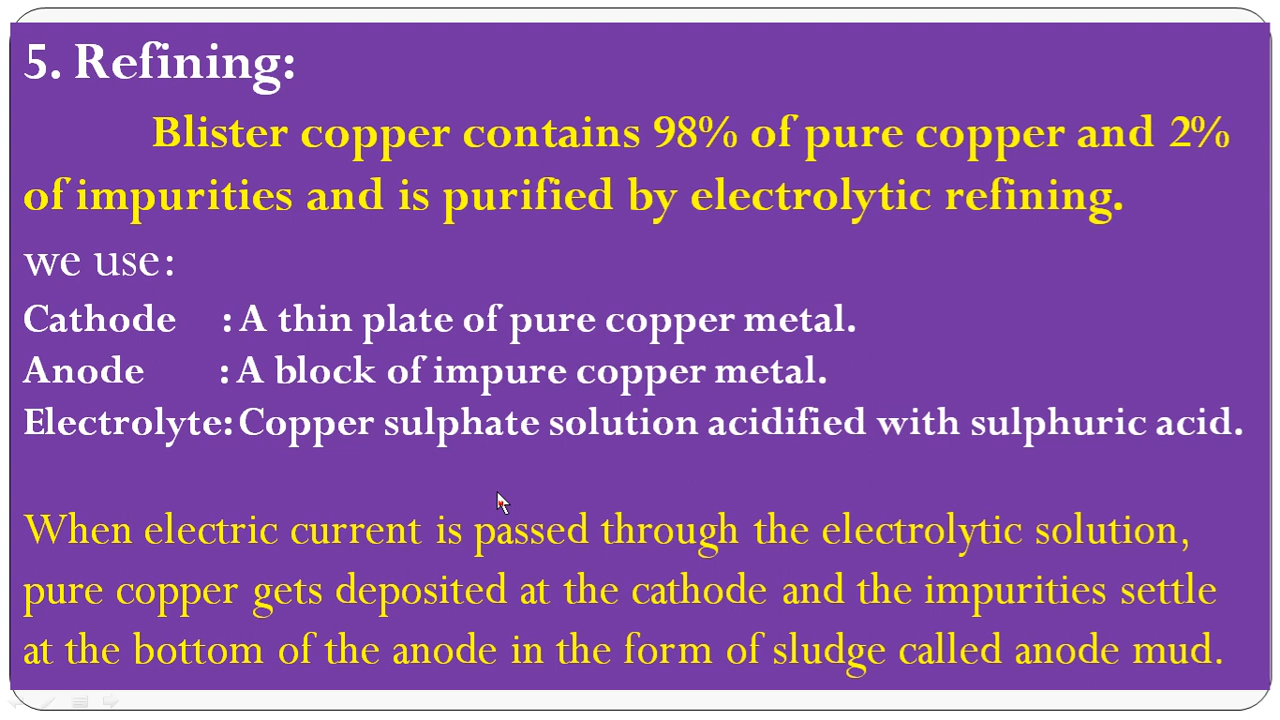 5. Refining:
Blister copper contains 98% of pure copper and 2%
of impurities and is purified by electrolytic refining.
we use:
Cathode : A thin plate of pure copper metal.
Anode : A block of impure copper metal.
Electrolyte: Copper sulphate solution acidified with sulphuric acid.
When electric current is passed through the electrolytic solution,
pure copper gets deposited at the cathode and the impurities settle
at the bottom of the anode in the form of sludge called anode mud.